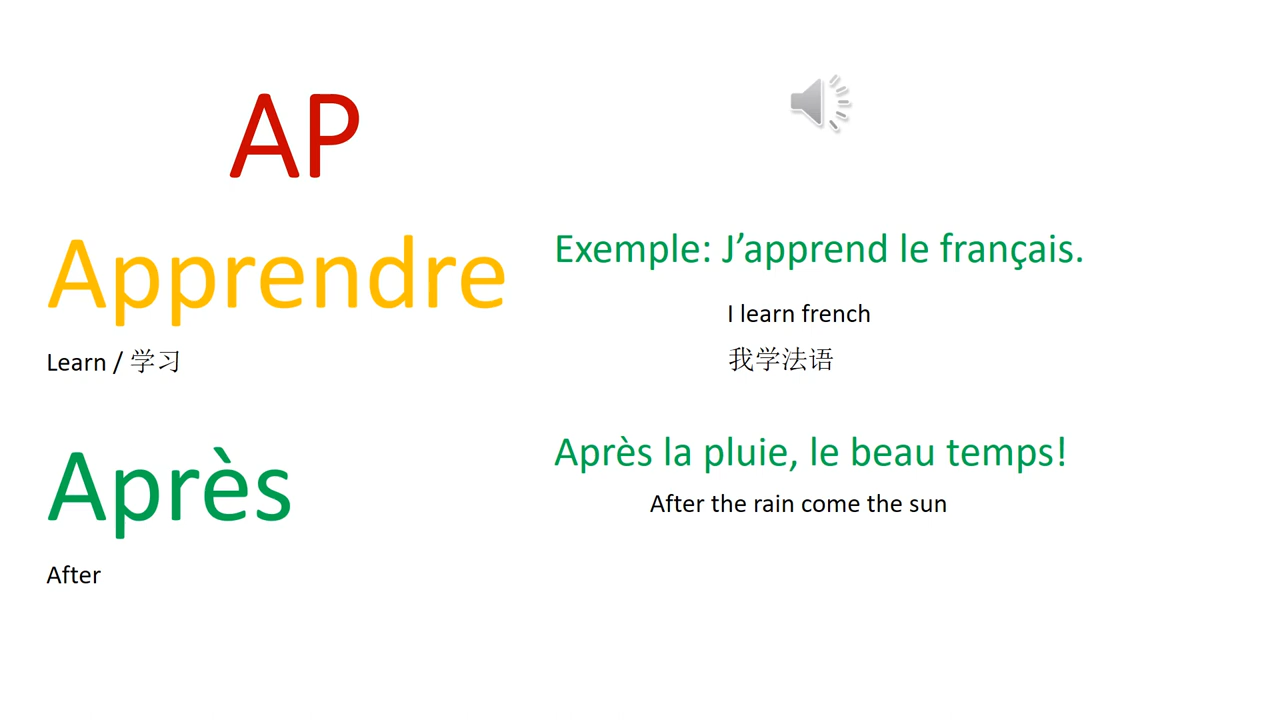 AP
Apprendre
Learn / 学习
Exemple: J’apprend le français.
I learn french
我学法语
Après
After
Après la pluie, le beau temps!
After the rain come the sun